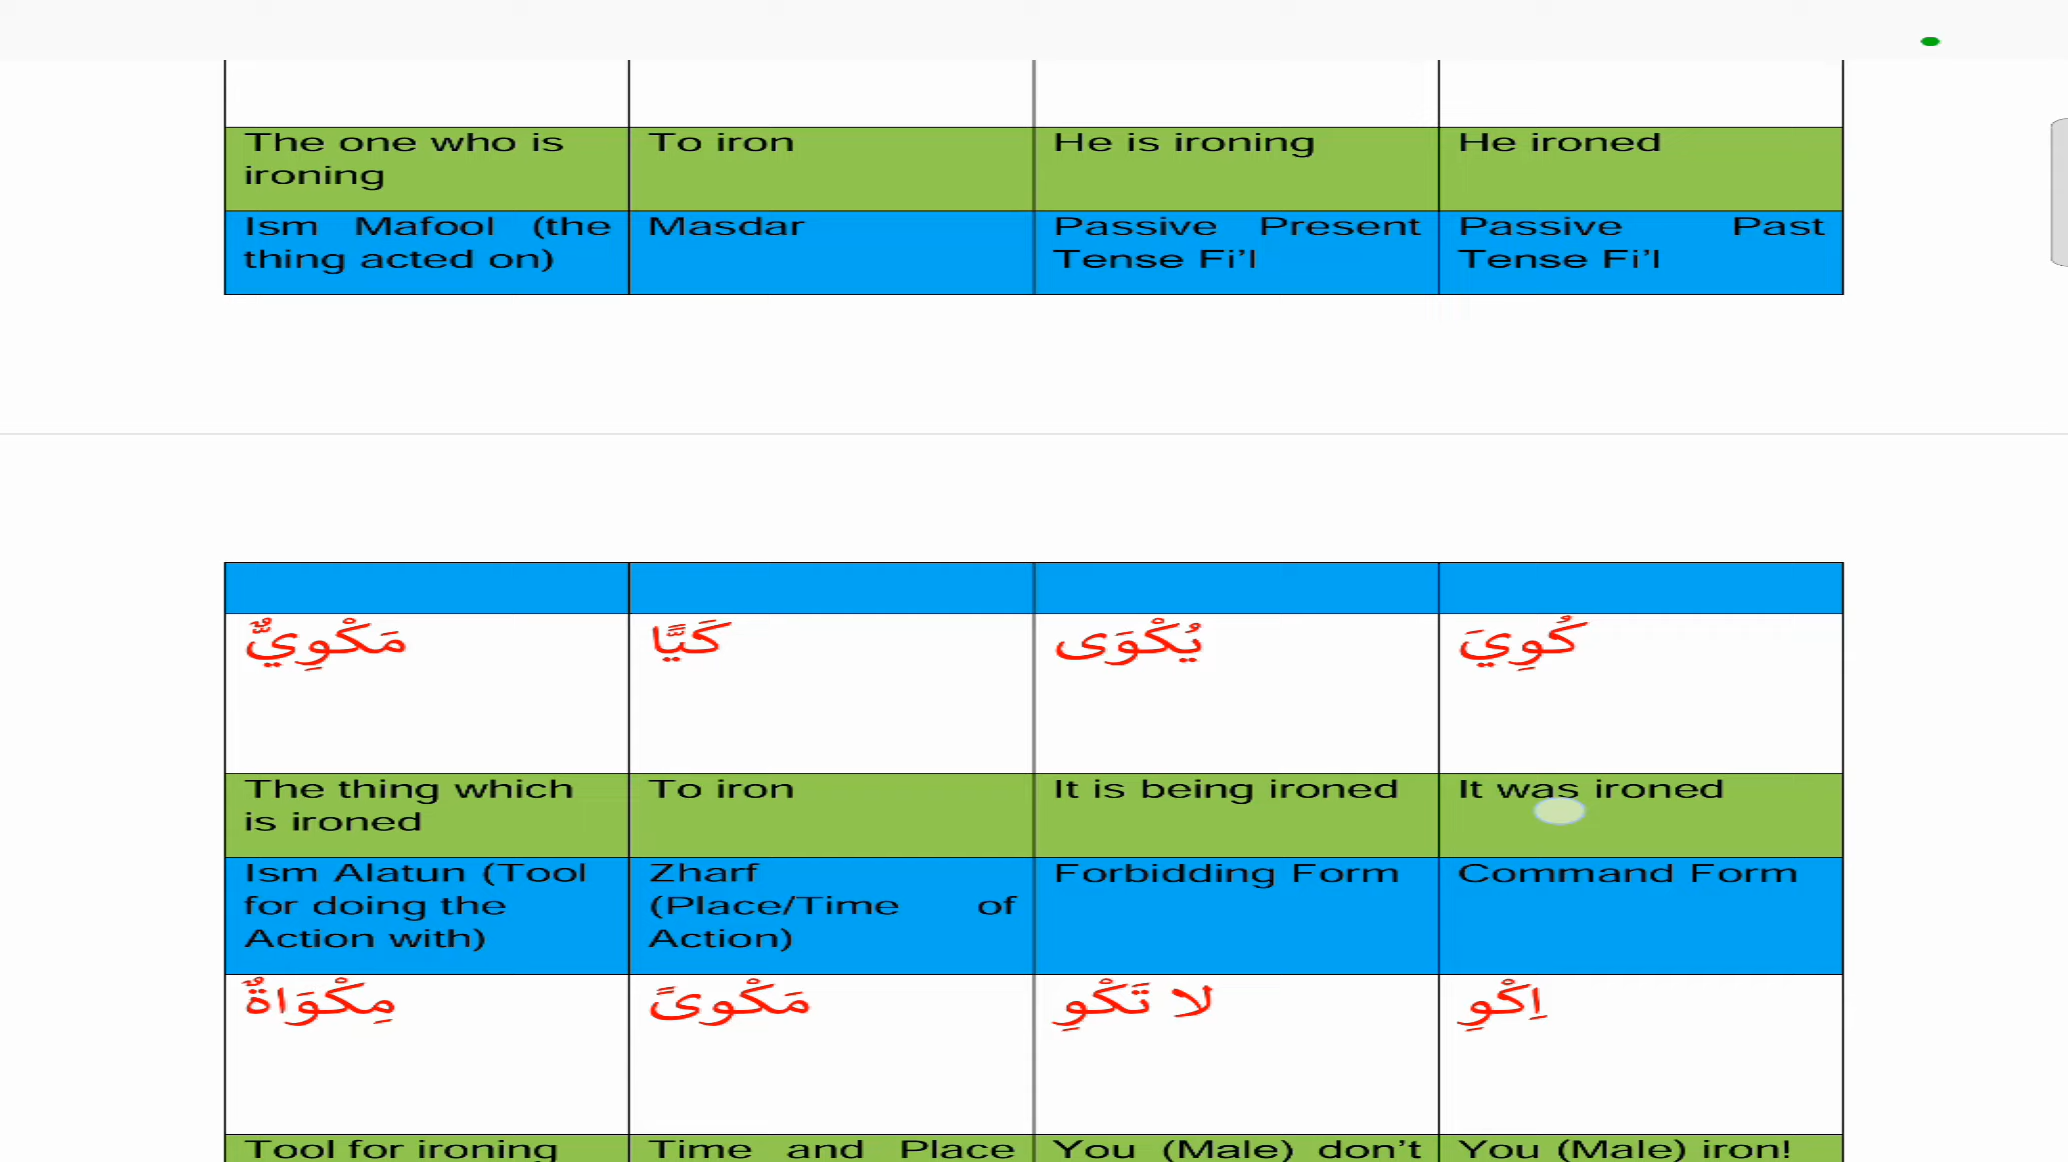 The one who is
ironing
To iron
He is ironing
He ironed
Ism Mafool (the
thing acted on)
Masdar
Passive Present
Tense Fi’l
Passive Past
Tense Fi’l
مَكْوِيٌّ
كَيًّا
يُكْوَى
كُوِيَ
The thing which
is ironed
To iron
It is being ironed
It was ironed
Ism Alatun (Tool
for doing the
Action with)
Zharf
(Place/Time of
Action)
Forbidding Form
Command Form
مِكْوَاةٌ
مَكْوىً
لا تَكْوِ
اِكْوِ
Tool for ironing
Time and Place
You (Male) don’t
You (Male) iron!